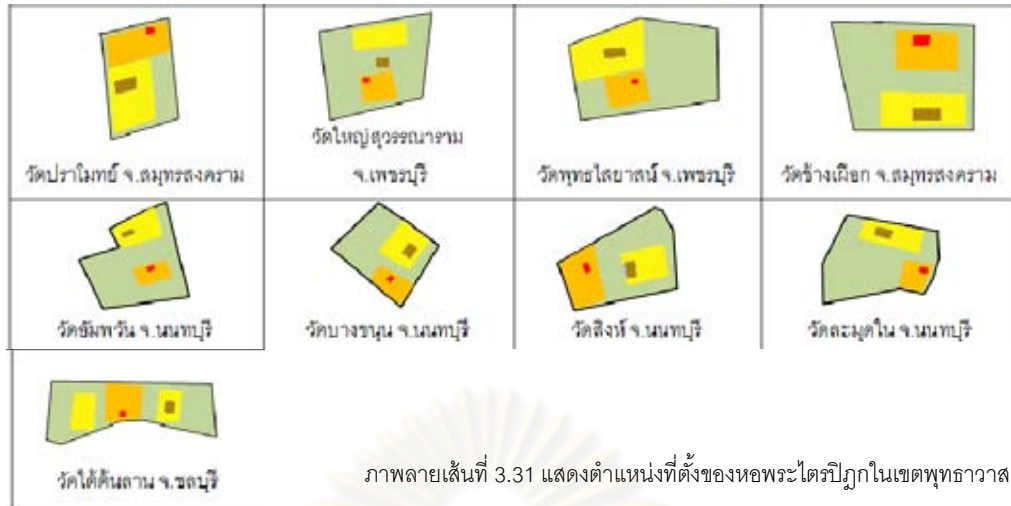 วัดปราโมทย์ จ.สมุทรสงคราม
วัดใหญ่สุวรรณาราม
จ.เพชรบุรี
วัดพุทธไสยาสน์ จ.เพชรบุรี
วัดช้างเผือก จ.สมุทรสงคราม
วัดอัมพวัน จ.นนทบุรี
วัดบางขนุน จ.นนทบุรี
วัดสิงห์ จ.นนทบุรี
วัดละมุดใน จ.นนทบุรี
วัดใต้ต้นลาน จ.ชลบุรี
ภาพลายเส้นที่ 3.31 แสดงตำแหน่งที่ตั้งของหอพระไตรปิฎกในเขตพุทธาวาส